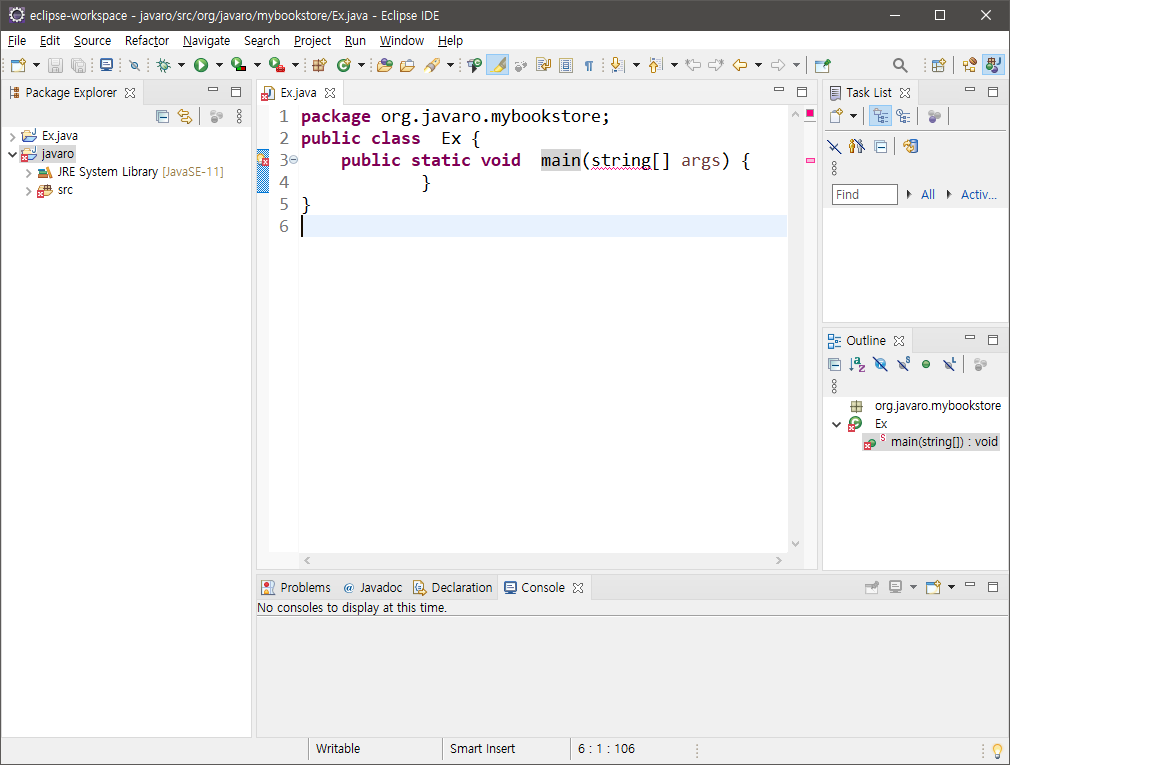 eclipse-workspace - javaro/src/org/javaro/mybookstore/Ex.java - Eclipse IDE
File Edit Source Refactor Navigate Search Project Run Window Help
Package Explorer
Ex.java
javaro
JRE System Library [JavaSE-11]
src
Ex.java
1 package org.javaro.mybookstore;
2 public class  Ex {
3     public static void  main(string[] args) {
4             }
5 }
6
Task List
Find All Activ...
Outline
org.javaro.mybookstore
Ex
S main(string[]) : void
Problems @ Javadoc Declaration Console
No consoles to display at this time.
Writable Smart Insert 6 : 1 : 106